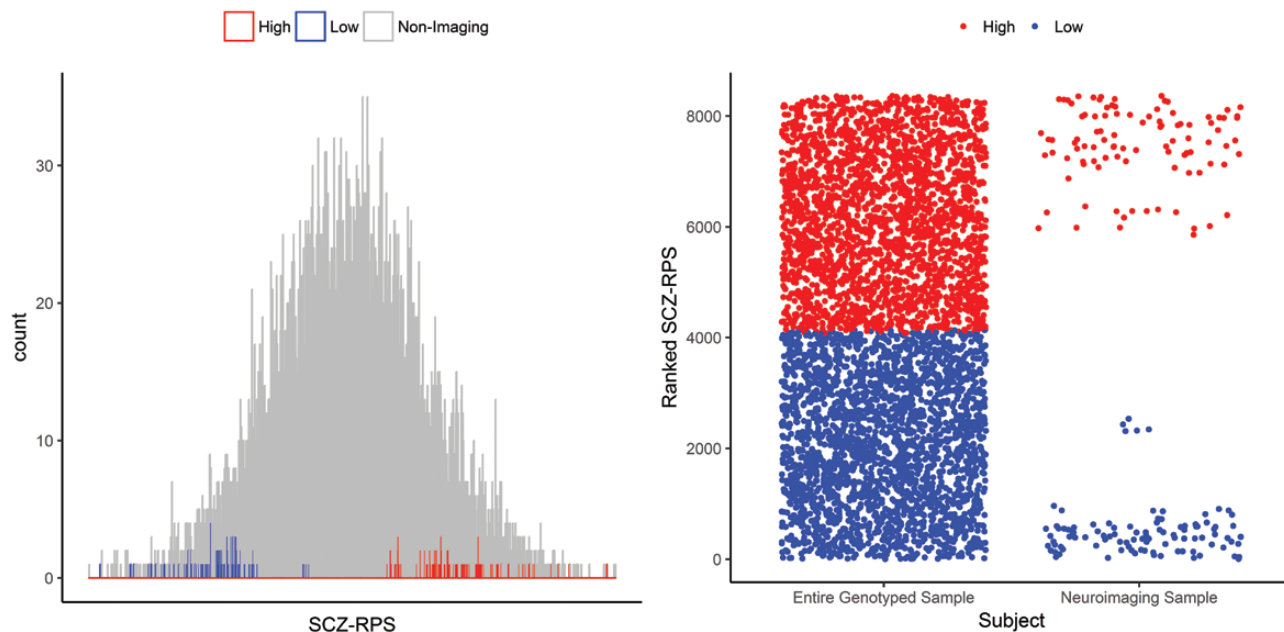 High Low Non-Imaging
30
20
10
0
count
SCZ-RPS
High Low
8000
6000
4000
2000
0
Ranked SCZ-RPS
Entire Genotyped Sample Neuroimaging Sample
Subject